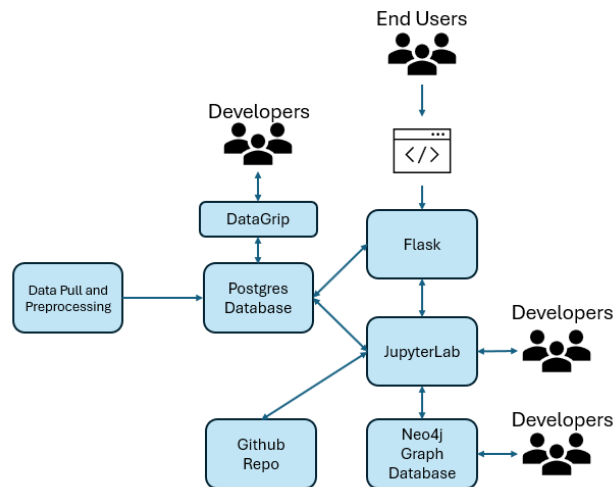 End Users
Developers
</>
DataGrip
Flask
Data Pull and
Preprocessing
Postgres
Database
Developers
JupyterLab
Github
Repo
Neo4j
Graph
Database
Developers